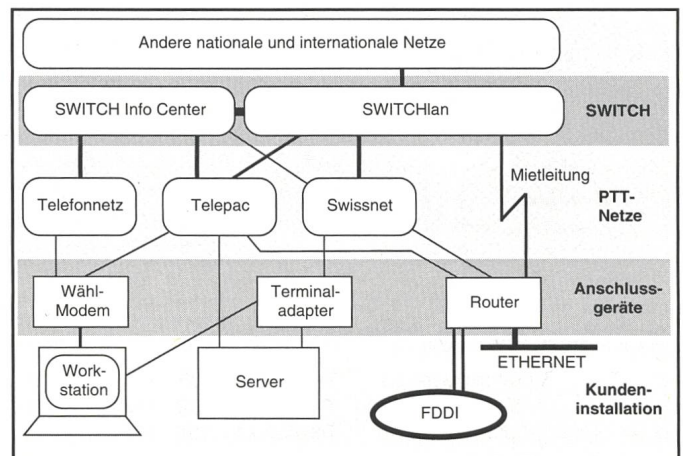 Andere nationale und internationale Netze
SWITCH Info Center
SWITCHlan
SWITCH
Mietleitung
Telefonnetz
Telepac
Swissnet
PTT-
Netze
Wähl-
Modem
Terminal-
adapter
Router
Anschluss-
geräte
ETHERNET
Work-
station
Server
FDDI
Kunden-
installation